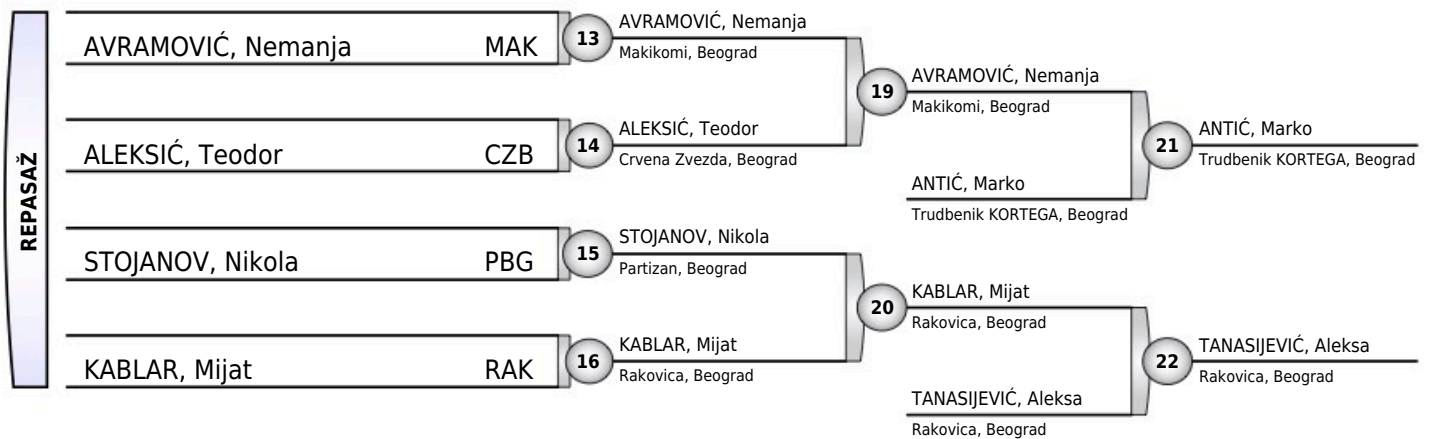 REPASAŽ
AVRAMOVIĆ, Nemanja MAK
ALEKSIĆ, Teodor CZB
STOJANOV, Nikola PBG
KABLAR, Mijat RAK
13
AVRAMOVIĆ, Nemanja
Makikomi, Beograd
14
ALEKSIĆ, Teodor
Crvena Zvezda, Beograd
15
STOJANOV, Nikola
Partizan, Beograd
16
KABLAR, Mijat
Rakovica, Beograd
19
AVRAMOVIĆ, Nemanja
Makikomi, Beograd
ANTIĆ, Marko
Trudbenik KORTEGA, Beograd
20
KABLAR, Mijat
Rakovica, Beograd
TANASIJEVIĆ, Aleksa
Rakovica, Beograd
21
ANTIĆ, Marko
Trudbenik KORTEGA, Beograd
22
TANASIJEVIĆ, Aleksa
Rakovica, Beograd